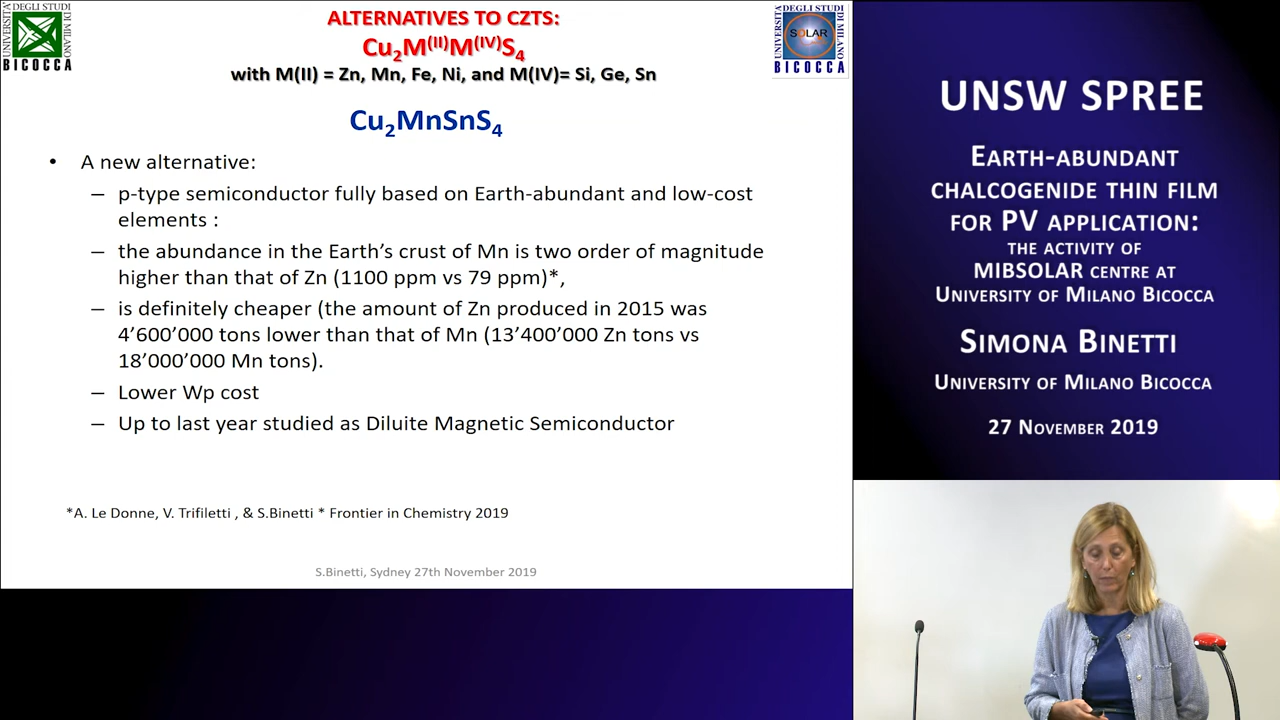 UNIVERSITÀ
DEGLI STUDI
DI MILANO
BICOCCA
ALTERNATIVES TO CZTS:
Cu2M(II)M(IV)S4
with M(II) = Zn, Mn, Fe, Ni, and M(IV)= Si, Ge, Sn
UNIVERSITÀ
DEGLI STUDI
DI MILANO
SOLAR
BICOCCA
Cu2MnSnS4
• A new alternative:
– p-type semiconductor fully based on Earth-abundant and low-cost
elements :
– the abundance in the Earth's crust of Mn is two order of magnitude
higher than that of Zn (1100 ppm vs 79 ppm)*,
– is definitely cheaper (the amount of Zn produced in 2015 was
4'600'000 tons lower than that of Mn (13'400'000 Zn tons vs
18'000'000 Mn tons).
– Lower Wp cost
– Up to last year studied as Diluite Magnetic Semiconductor
*A. Le Donne, V. Trifiletti , & S.Binetti * Frontier in Chemistry 2019
S.Binetti, Sydney 27th November 2019
UNSW SPREE
Earth-abundant
chalcogenide thin film
for PV application:
the activity of
MIBSOLAR centre at
University of Milano Bicocca
Simona Binetti
University of Milano Bicocca
27 November 2019